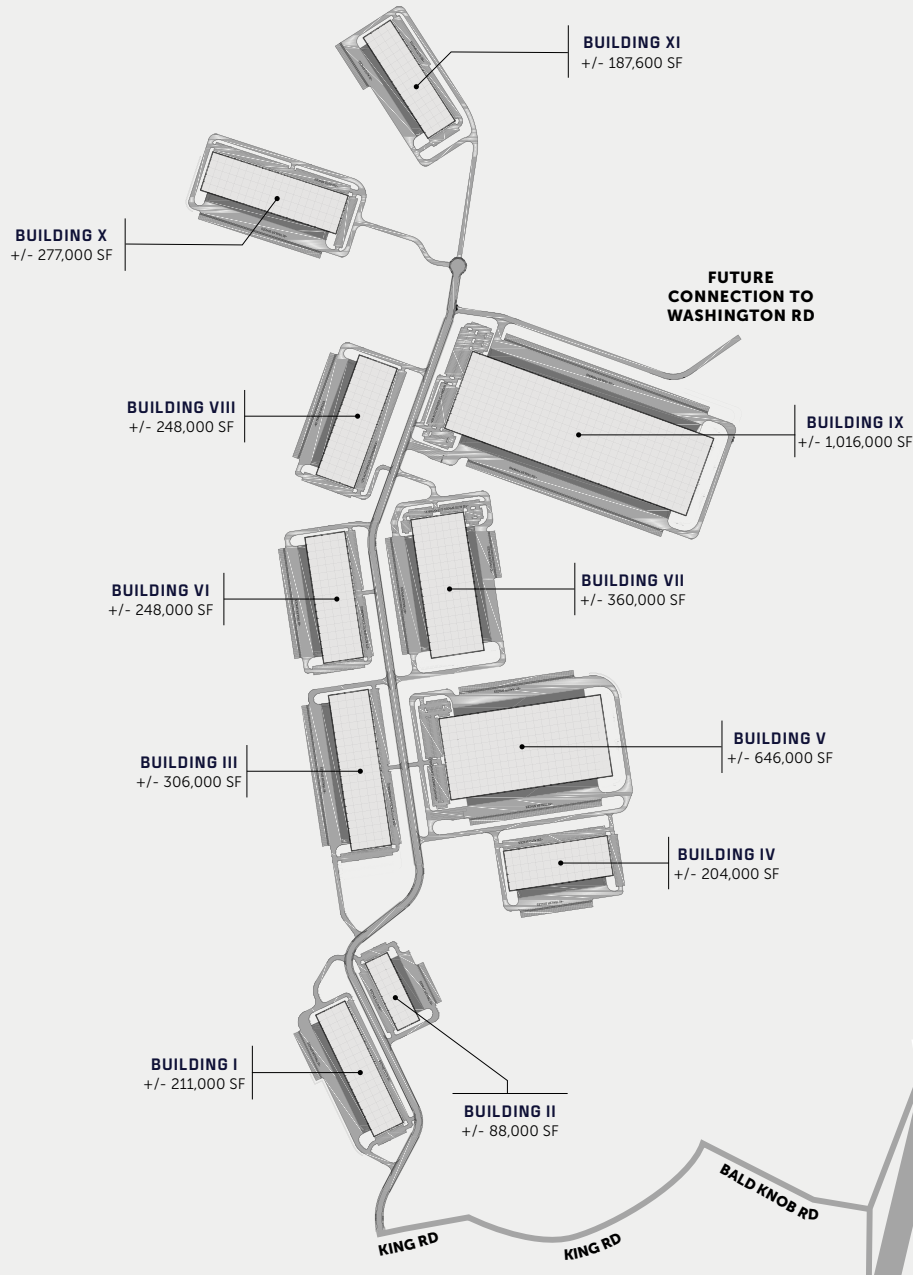 BUILDING XI
+/- 187,600 SF
BUILDING X
+/- 277,000 SF
FUTURE
CONNECTION TO
WASHINGTON RD
BUILDING VIII
+/- 248,000 SF
BUILDING IX
+/- 1,016,000 SF
BUILDING VII
+/- 360,000 SF
BUILDING VI
+/- 248,000 SF
BUILDING V
+/- 646,000 SF
BUILDING III
+/- 306,000 SF
BUILDING IV
+/- 204,000 SF
BUILDING I
+/- 211,000 SF
BUILDING II
+/- 88,000 SF
BALD KNOB RD
KING RD
KING RD